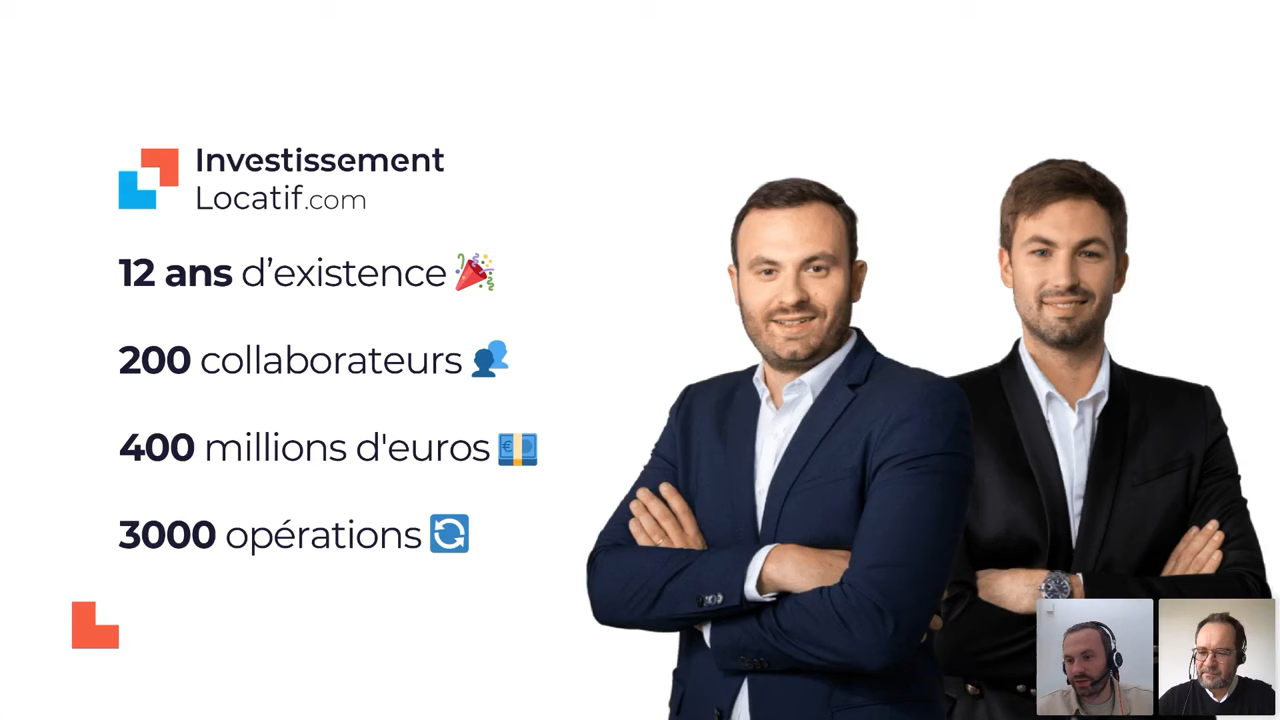 Investissement
Locatif.com
12 ans d’existence
200 collaborateurs
400 millions d'euros
3000 opérations